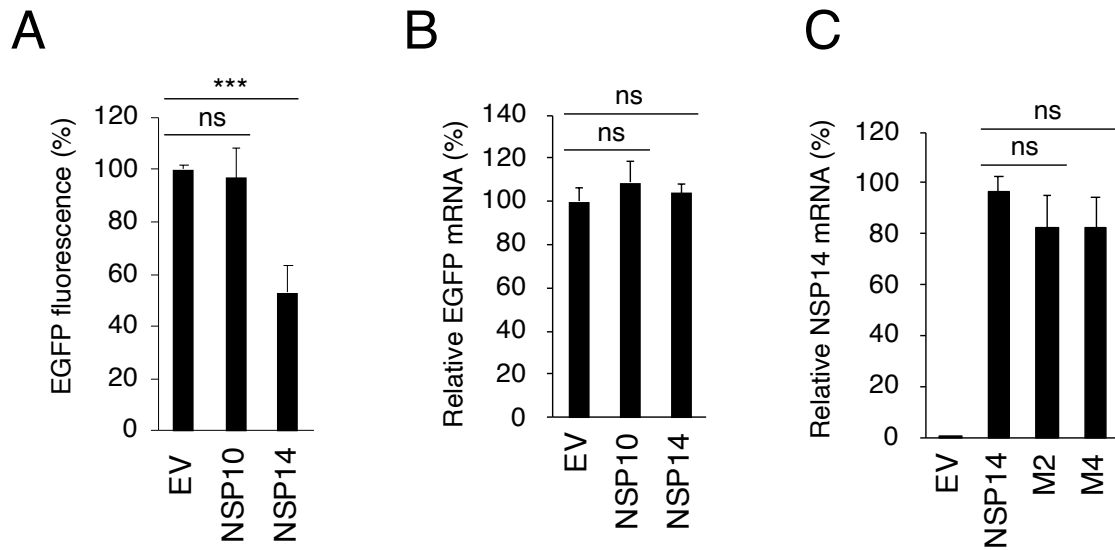 A
EGFP fluorescence (%)
***
ns
120
100
80
60
40
20
0
EV
NSP10
NSP14
B
Relative EGFP mRNA (%)
ns
ns
140
120
100
80
60
40
20
0
EV
NSP10
NSP14
C
Relative NSP14 mRNA (%)
ns
ns
120
100
80
60
40
20
0
EV
NSP14
M2
M4